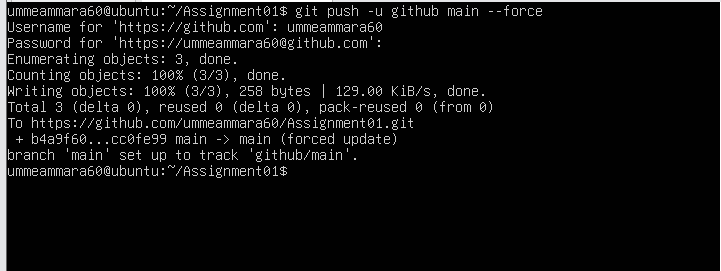 ummeammara60@ubuntu:~/Assignment01$ git push -u github main --force
Username for 'https://github.com': ummeammara60
Password for 'https://ummeammara60@github.com':
Enumerating objects: 3, done.
Counting objects: 100% (3/3), done.
Writing objects: 100% (3/3), 258 bytes | 129.00 KiB/s, done.
Total 3 (delta 0), reused 0 (delta 0), pack-reused 0 (from 0)
To https://github.com/ummeammara60/Assignment01.git
 + b4a9f60...cc0fe99 main -> main (forced update)
branch 'main' set up to track 'github/main'.
ummeammara60@ubuntu:~/Assignment01$